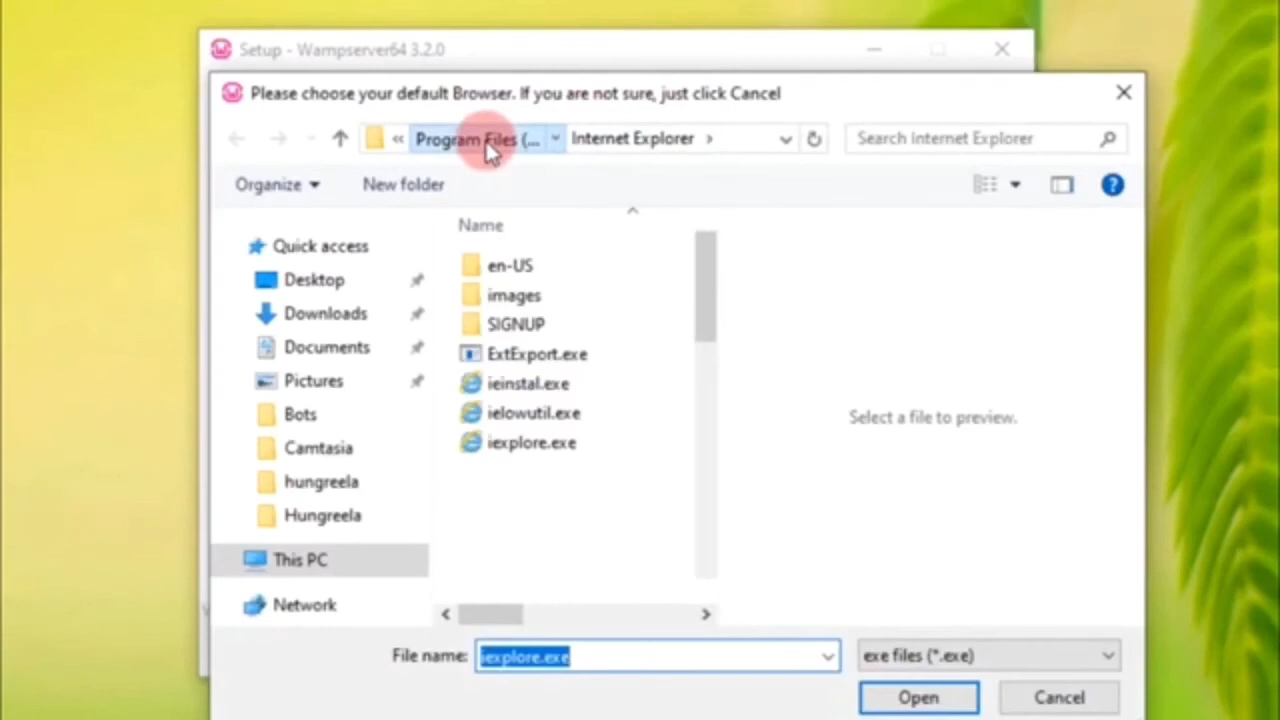 Setup - Wampserver64 3.2.0
Please choose your default Browser. If you are not sure, just click Cancel
« Program Files (... Internet Explorer > Search Internet Explorer
Organize New folder
Name
Quick access
Desktop
Downloads
Documents
Pictures
Bots
Camtasia
hungreela
Hungreela
This PC
Network
en-US
images
SIGNUP
ExtExport.exe
ieinstal.exe
ielowutil.exe
iexplore.exe
Select a file to preview.
File name: iexplore.exe exe files (*.exe)
Open Cancel